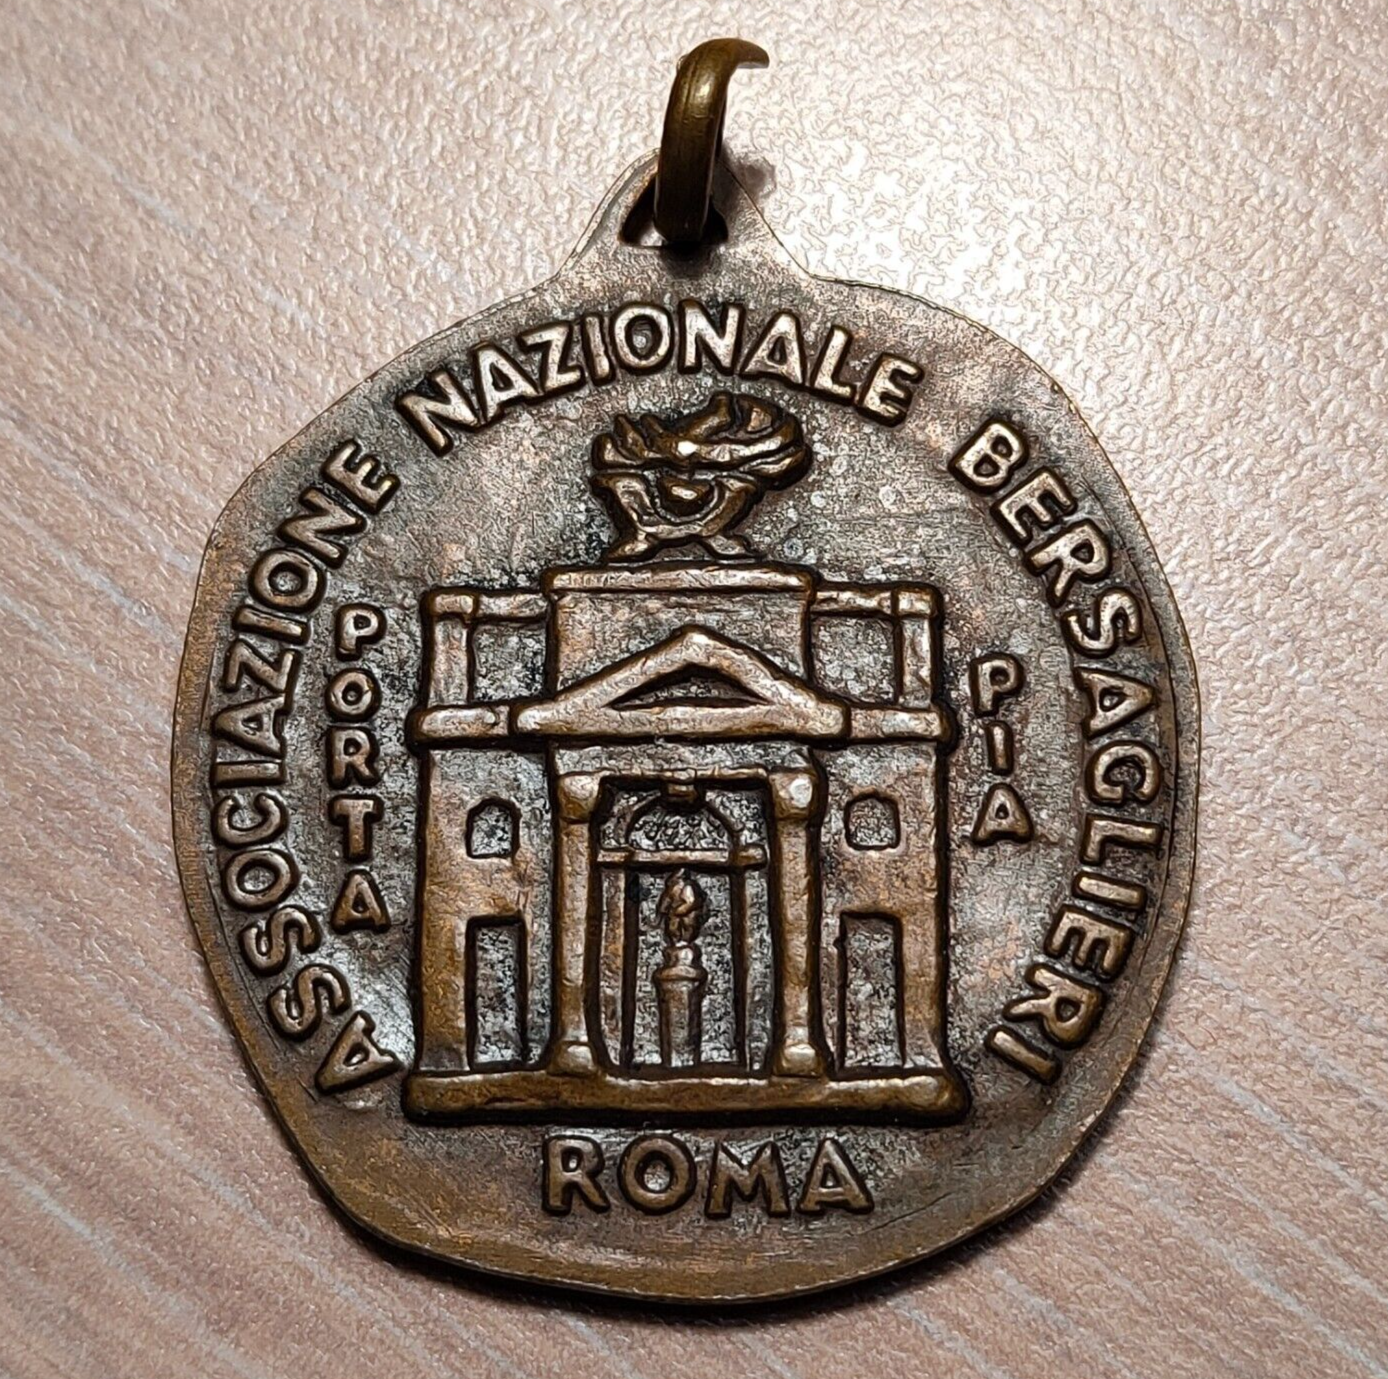 ASSOCIAZIONE NAZIONALE BERSAGLIERI
PORTA
PIA
ROMA